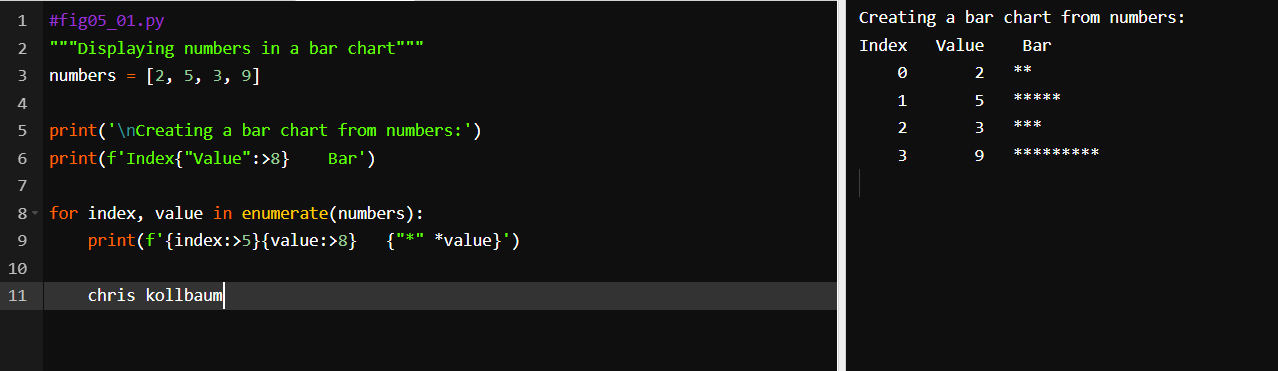 1 #fig05_01.py
2 """Displaying numbers in a bar chart"""
3 numbers = [2, 5, 3, 9]
4
5 print('\nCreating a bar chart from numbers:')
6 print(f'Index{"Value":>8}    Bar')
7
8 for index, value in enumerate(numbers):
9     print(f'{index:>5}{value:>8}   {"*" *value}')
10
11     chris kollbaum
Creating a bar chart from numbers:
Index   Value    Bar
    0       2   **
    1       5   *****
    2       3   ***
    3       9   *********